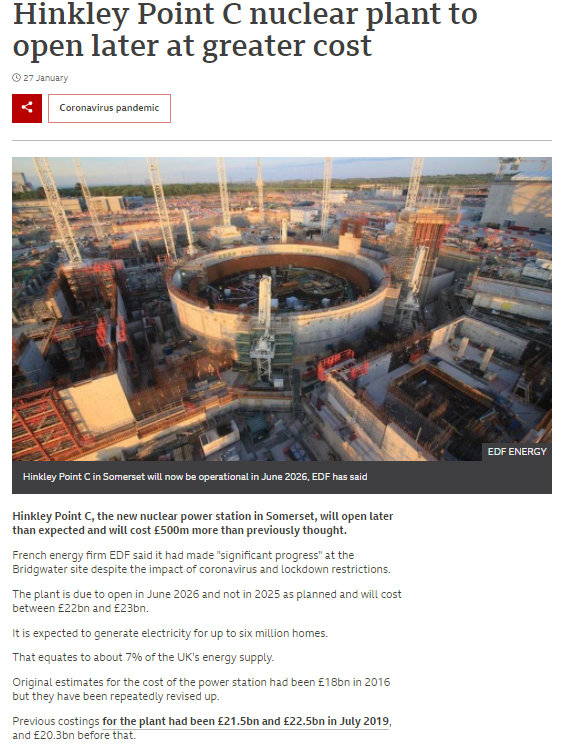 Hinkley Point C nuclear plant to
open later at greater cost
27 January
Coronavirus pandemic
EDF ENERGY
Hinkley Point C in Somerset will now be operational in June 2026, EDF has said
Hinkley Point C, the new nuclear power station in Somerset, will open later
than expected and will cost £500m more than previously thought.
French energy firm EDF said it had made "significant progress" at the
Bridgwater site despite the impact of coronavirus and lockdown restrictions.
The plant is due to open in June 2026 and not in 2025 as planned and will cost
between £22bn and £23bn.
It is expected to generate electricity for up to six million homes.
That equates to about 7% of the UK's energy supply.
Original estimates for the cost of the power station had been £18bn in 2016
but they have been repeatedly revised up.
Previous costings for the plant had been £21.5bn and £22.5bn in July 2019,
and £20.3bn before that.